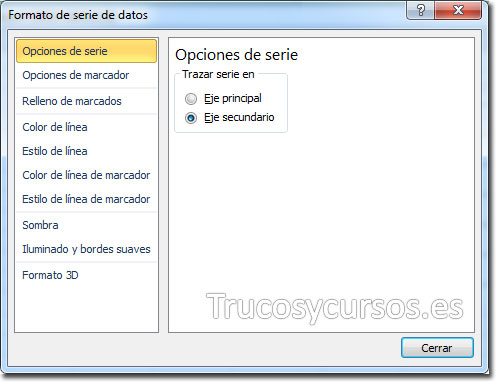 Formato de serie de datos
Opciones de serie
Opciones de marcador
Relleno de marcados
Color de línea
Estilo de línea
Color de línea de marcador
Estilo de línea de marcador
Sombra
Iluminado y bordes suaves
Formato 3D
Opciones de serie
Trazar serie en
Eje principal
Eje secundario
Trucosycursos.es
Cerrar